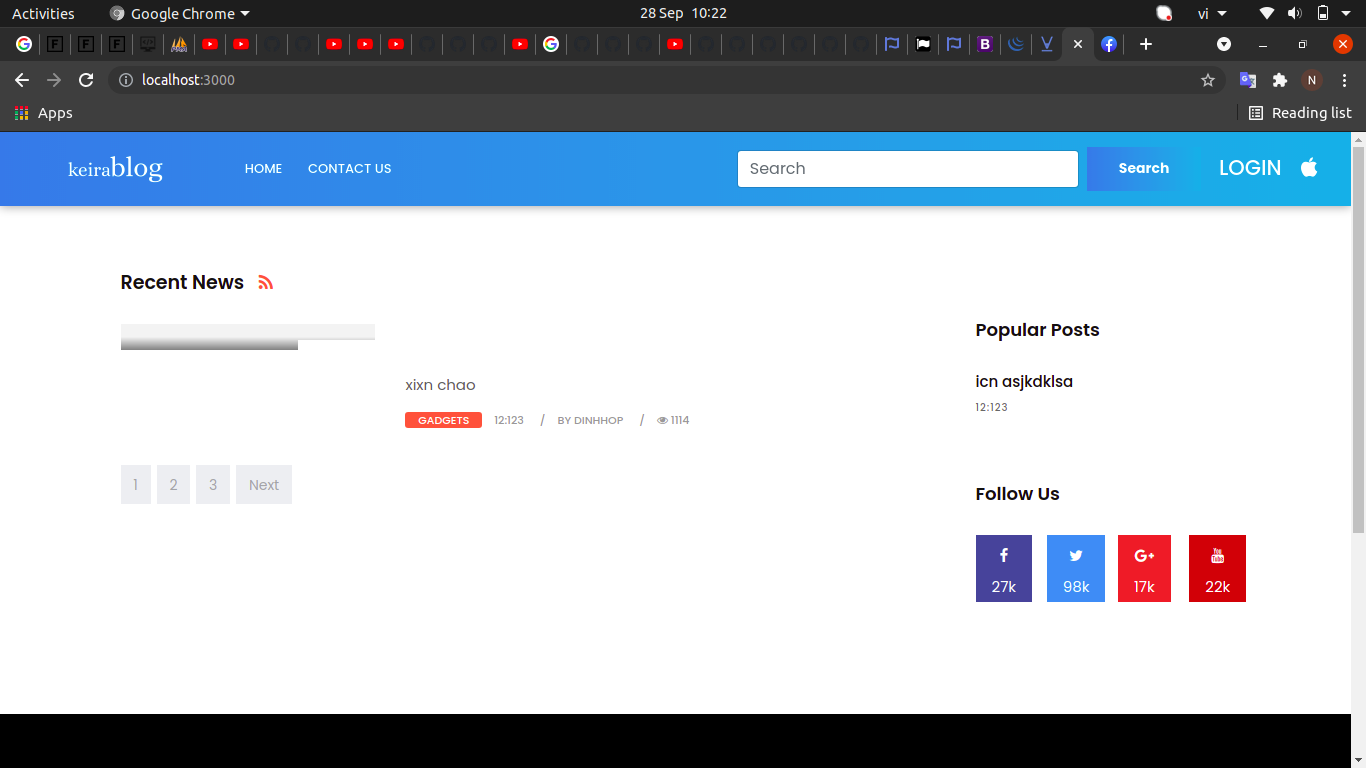 Activities Google Chrome 28 Sep 10:22 vi
localhost:3000 N
Apps Reading list
keirablog HOME CONTACT US Search Search LOGIN
Recent News
Popular Posts
icn asjkdklsa
12:123
xixn chao
GADGETS 12:123 / BY DINHHOP / 1114
1 2 3 Next
Follow Us
27k 98k 17k 22k